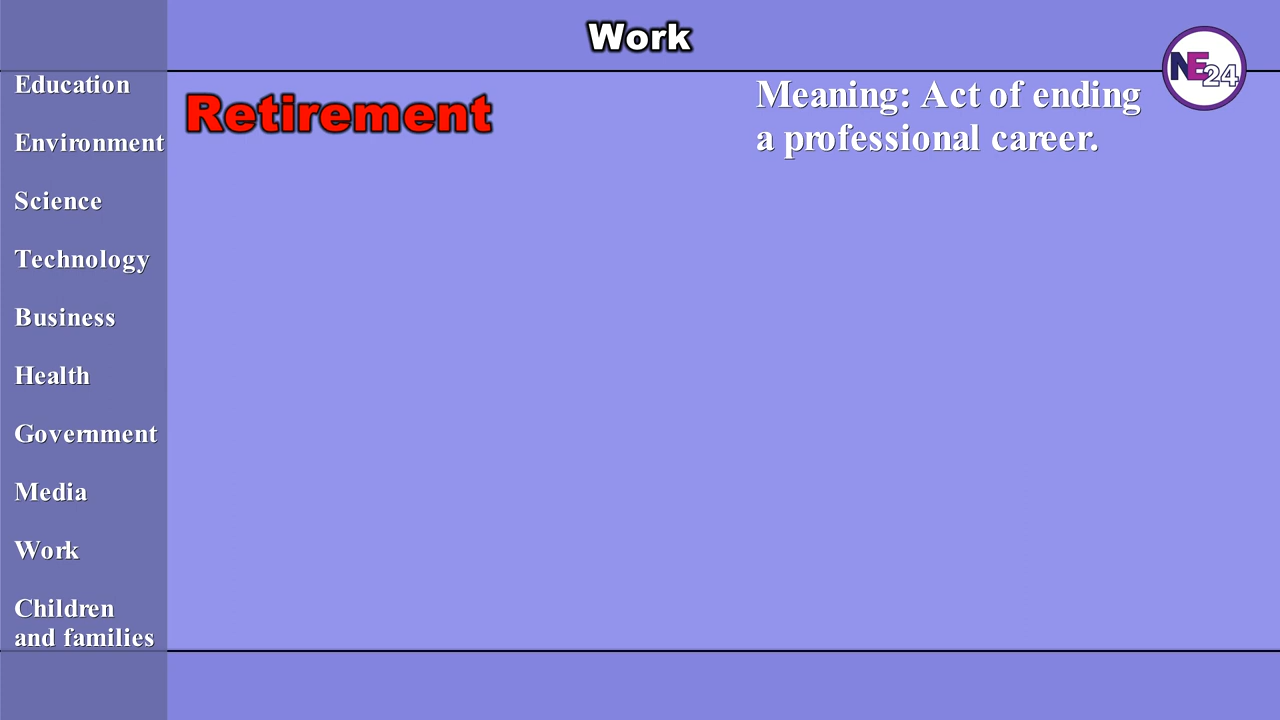 Work
NE24
Education
Environment
Science
Technology
Business
Health
Government
Media
Work
Children
and families
Retirement
Meaning: Act of ending
a professional career.